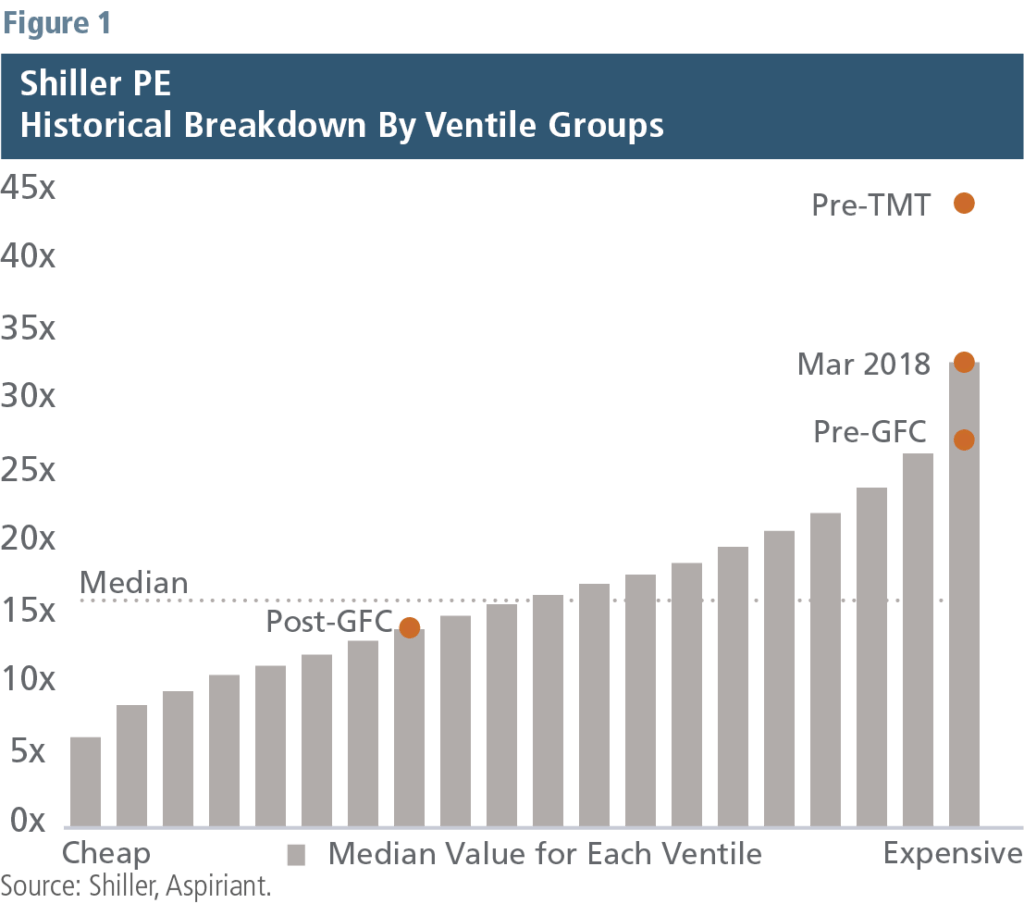 Figure 1
Shiller PE
Historical Breakdown By Ventile Groups
45x
Pre-TMT
40x
35x
Mar 2018
30x
Pre-GFC
25x
20x
Median
15x
Post-GFC
10x
5x
0x
Cheap
Median Value for Each Ventile
Expensive
Source: Shiller, Aspiriant.